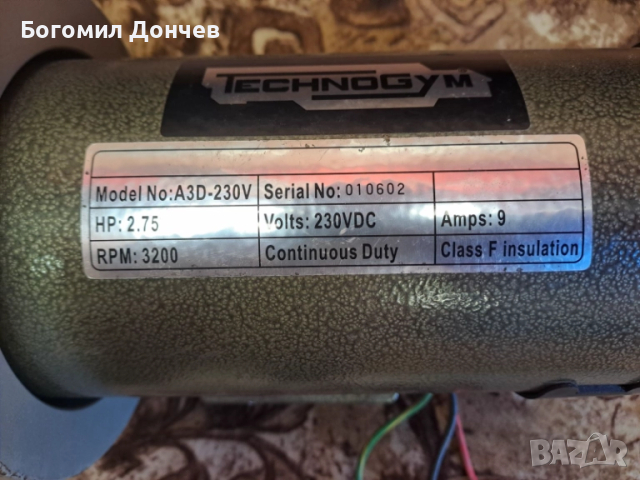 Богомил Дончев
TECHNOGYM
Model No:A3D-230V Serial No: 010602
HP: 2.75 Volts: 230VDC Amps: 9
RPM: 3200 Continuous Duty Class F insulation
BAZAR